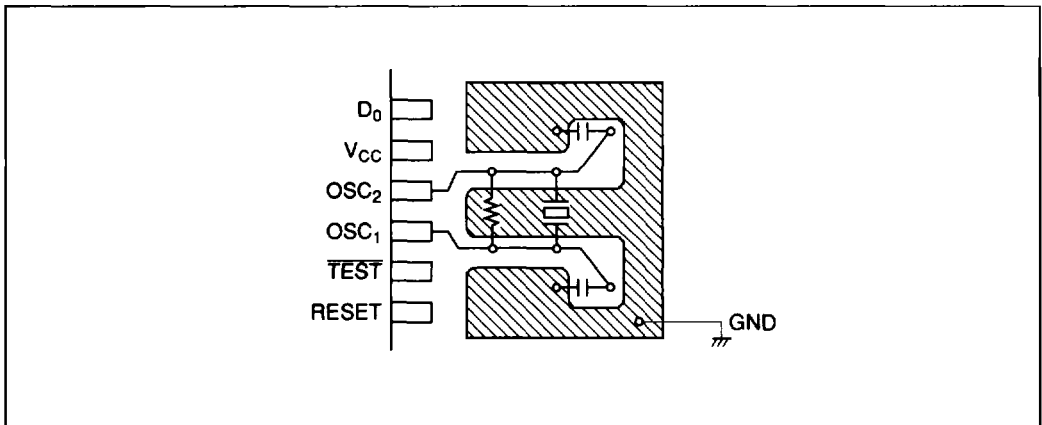 D0
VCC
OSC2
OSC1
TEST
RESET
GND